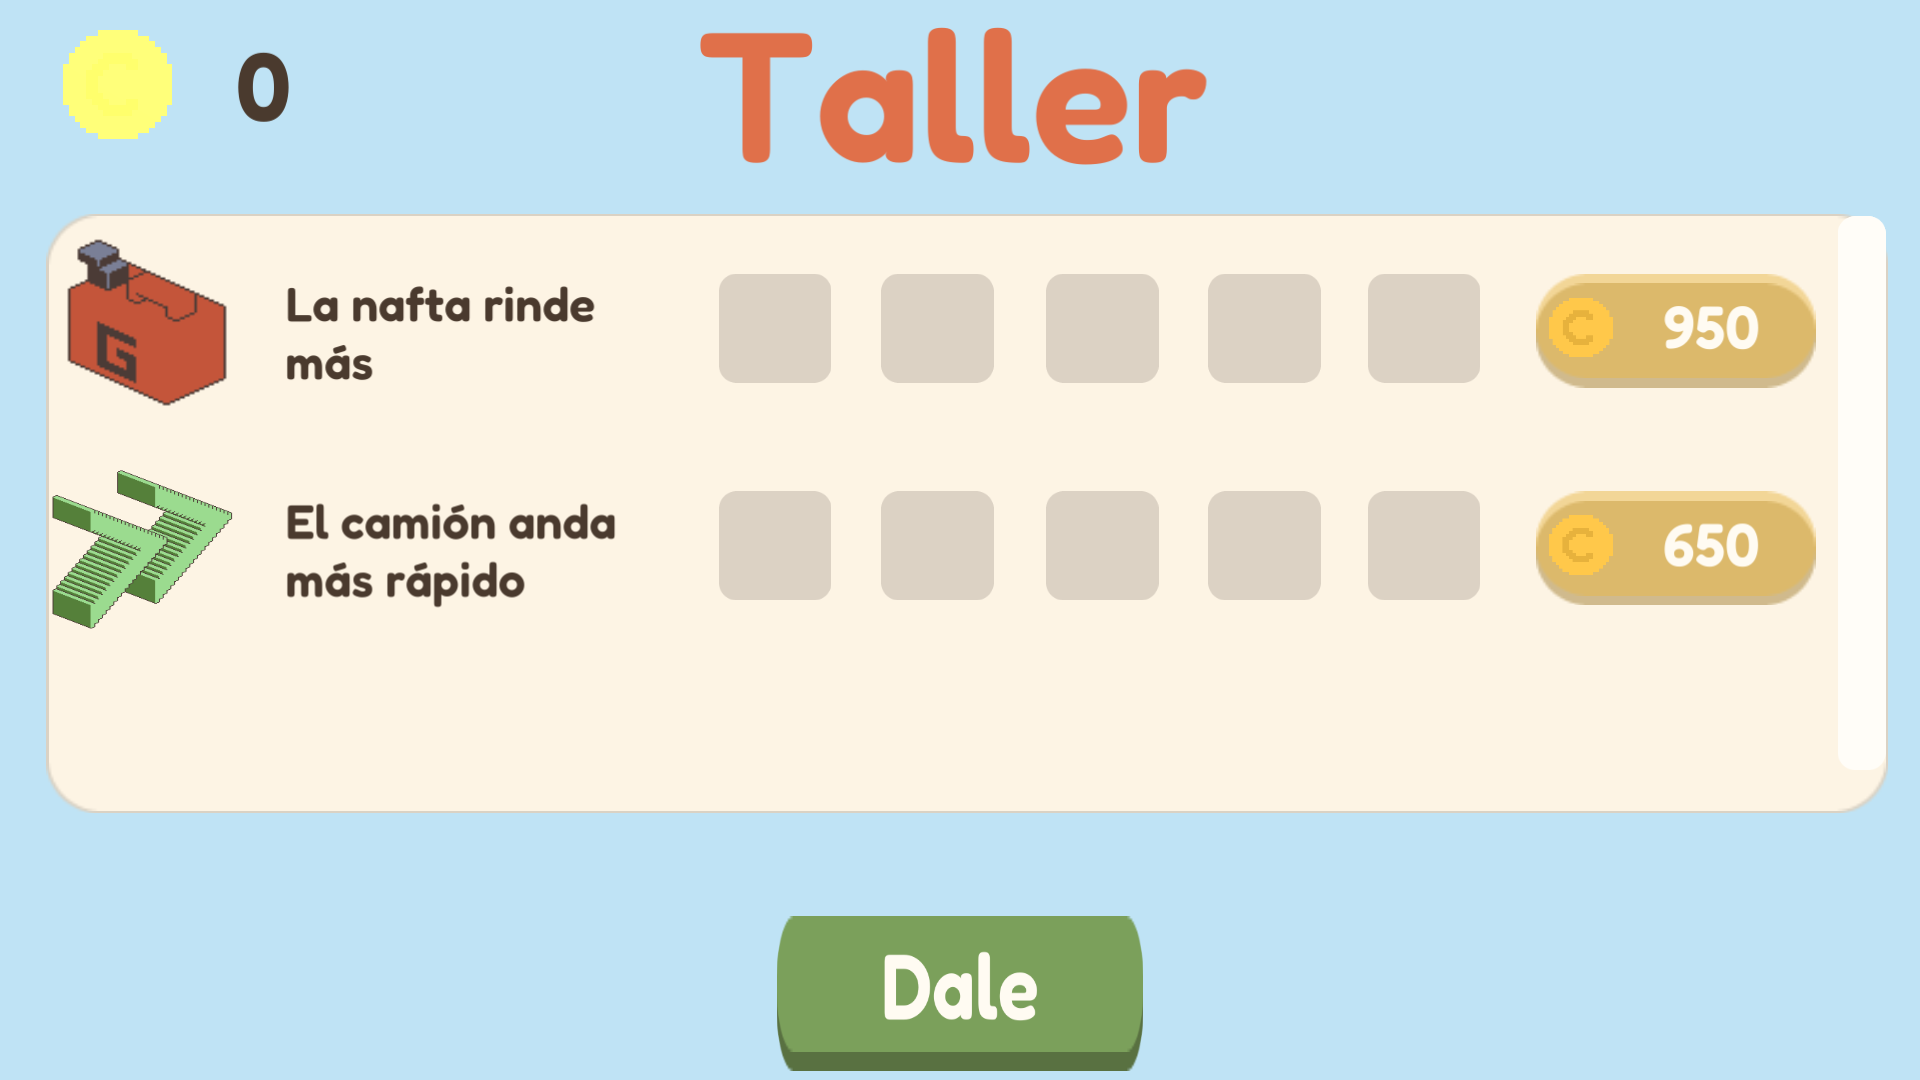 0
Taller
G
La nafta rinde
más
C 950
El camión anda
más rápido
C 650
Dale